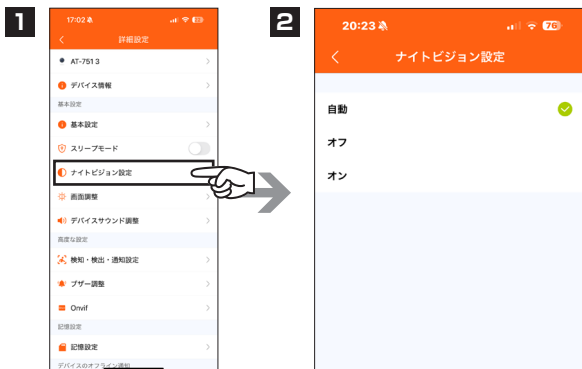 1
17:02
詳細設定
AT-751 3
デバイス情報
基本設定
基本設定
スリープモード
ナイトビジョン設定
画面調整
デバイスサウンド調整
高度な設定
検知・検出・通知設定
ブザー調整
Onvif
記憶設定
記憶設定
デバイスのオフライン通知
2
20:23
76
ナイトビジョン設定
自動
オフ
オン